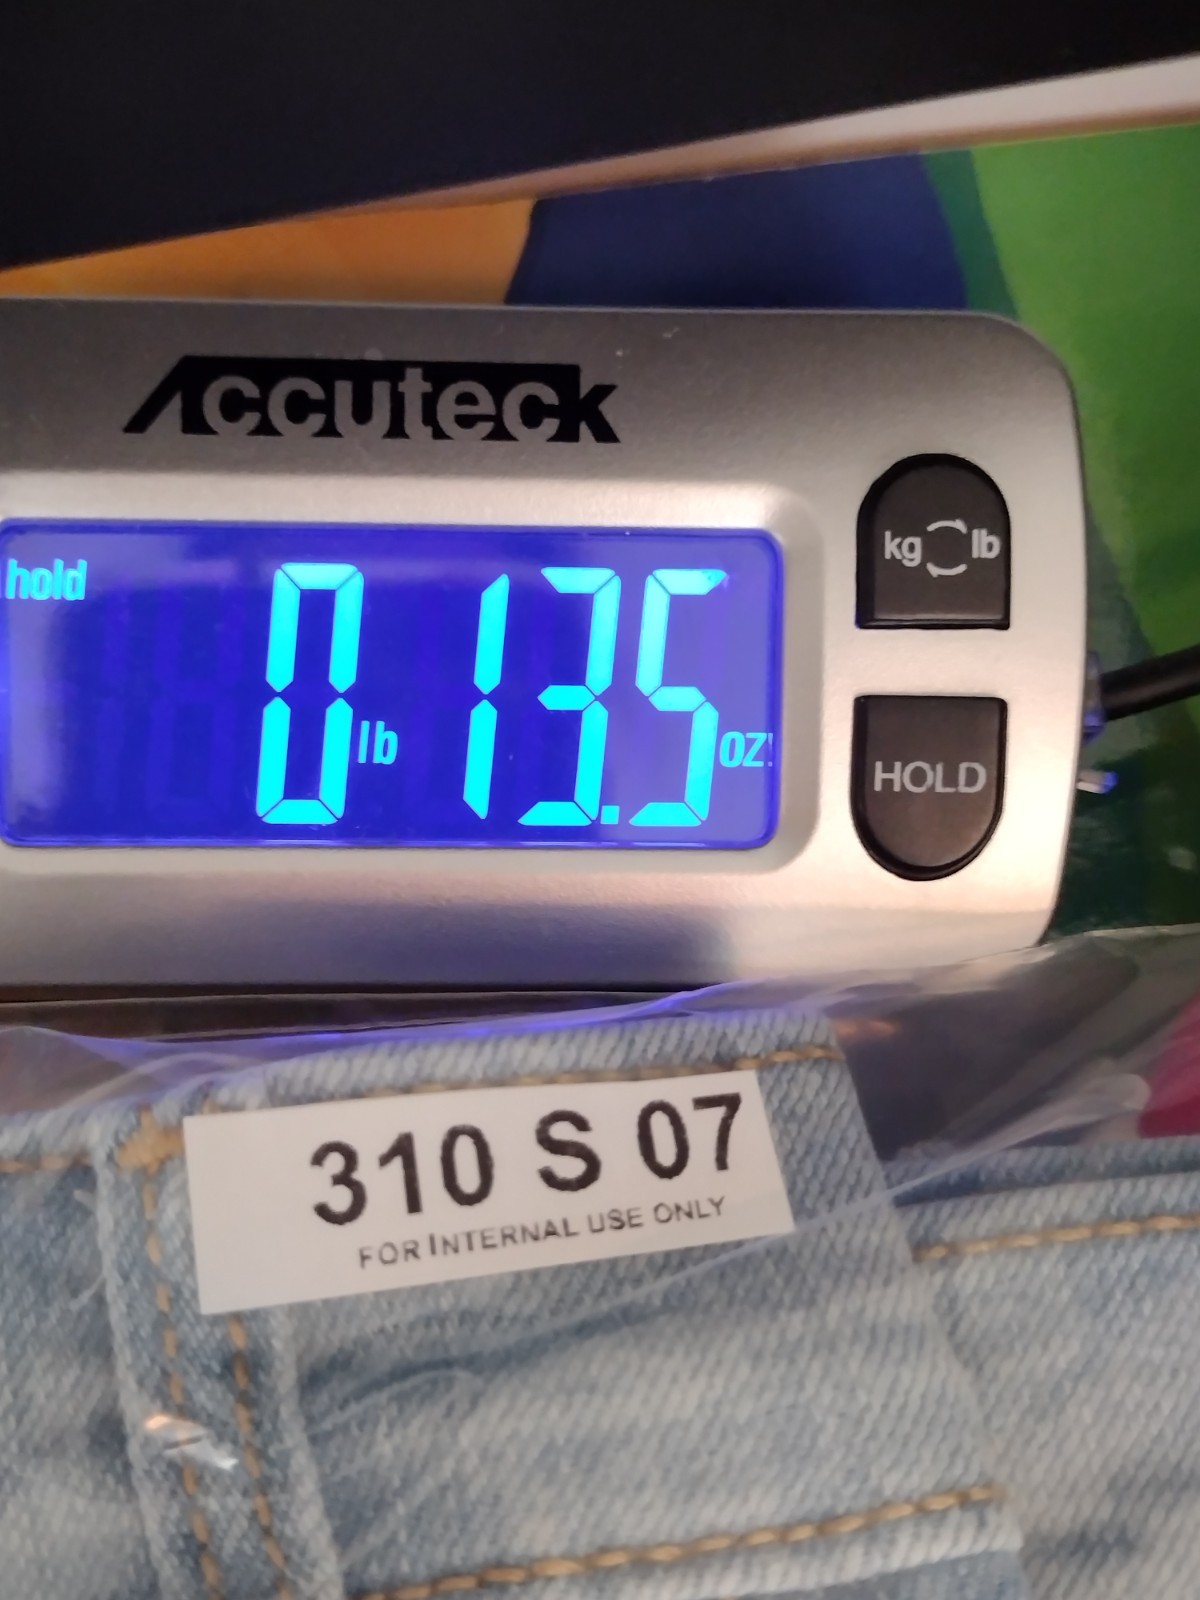 Accuteck
hold 0 lb 13.5 oz
kg lb
HOLD
310 S 07
FOR INTERNAL USE ONLY